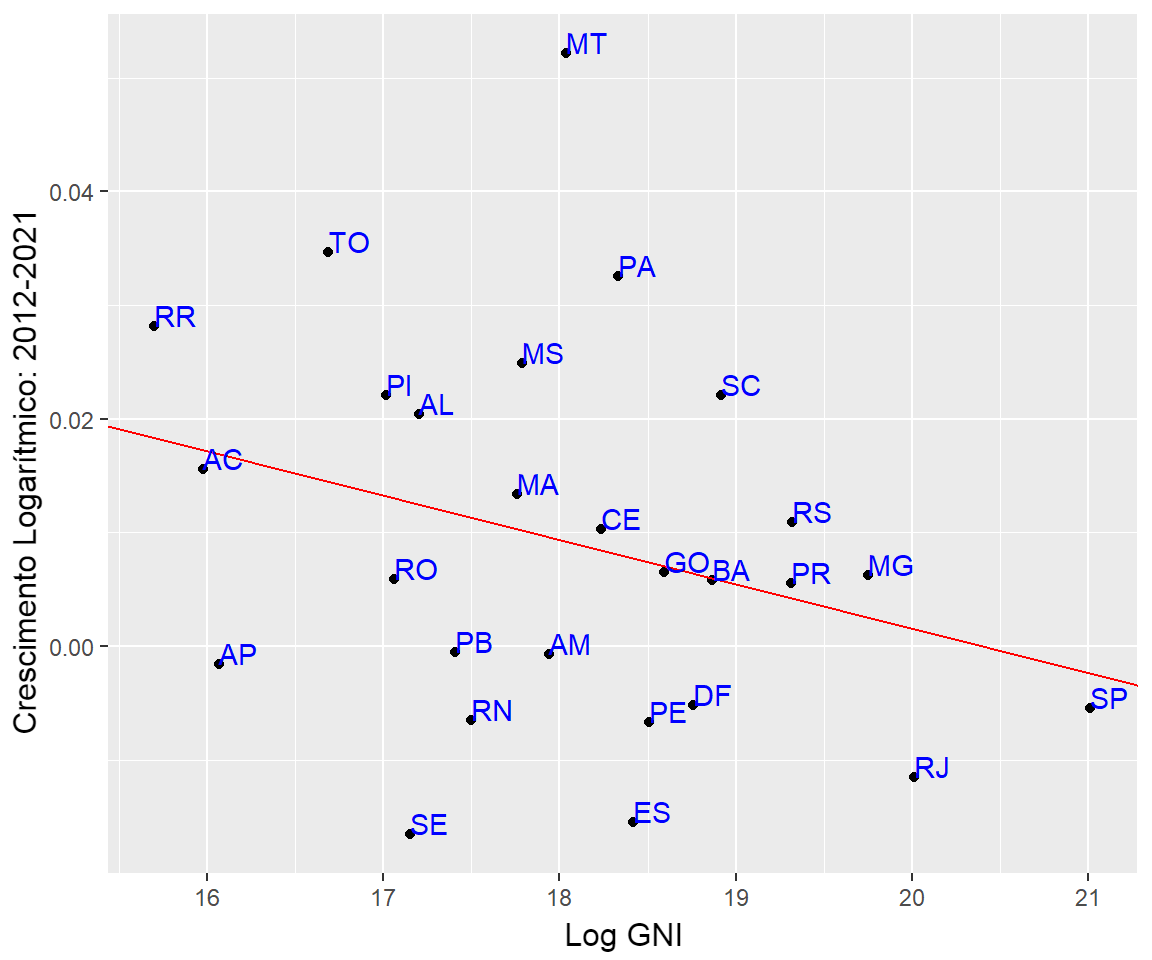 MT
0.04
TO
PA
RR
MS
PI
SC
AL
0.02
AC
MA
CE
RS
RO
GO
BA
PR
MG
PB
AM
0.00
AP
DF
SP
RN
PE
RJ
ES
SE
16 17 18 19 20 21
Log GNI
Crescimento Logarítmico: 2012-2021